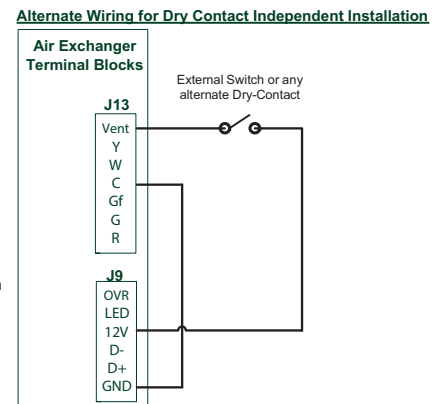 Alternate Wiring for Dry Contact Independent Installation
Air Exchanger
Terminal Blocks
External Switch or any
alternate Dry-Contact
J13
Vent
Y
W
C
Gf
G
R
J9
OVR
LED
12V
D-
D+
GND